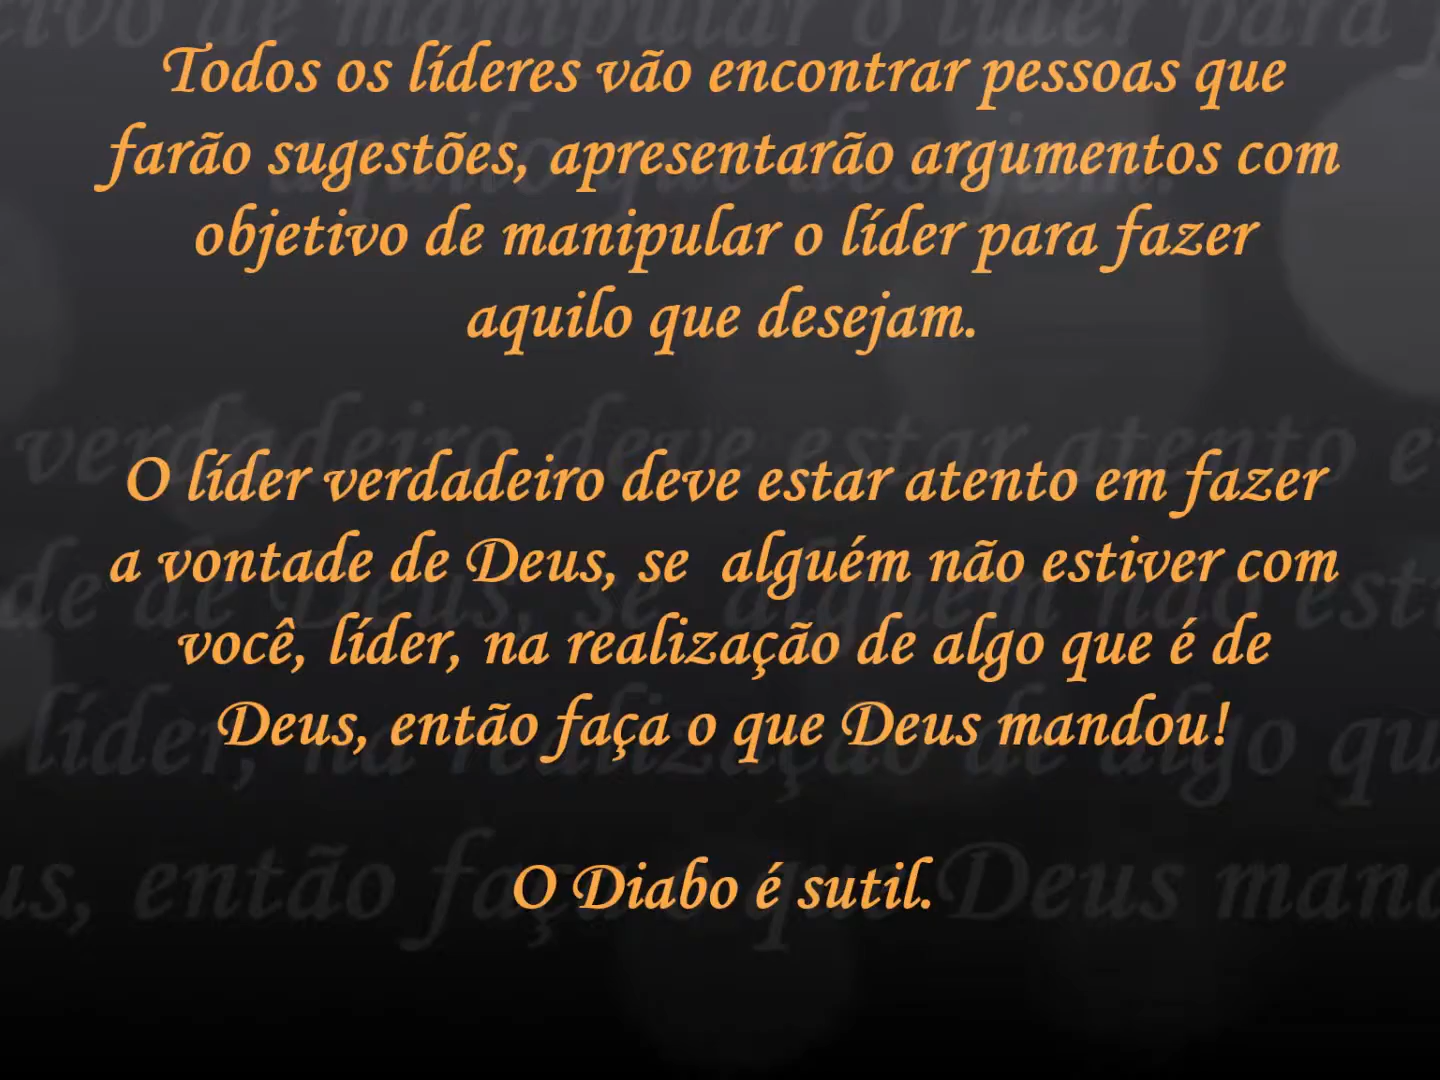 Todos os líderes vão encontrar pessoas que
farão sugestões, apresentarão argumentos com
objetivo de manipular o líder para fazer
aquilo que desejam.
O líder verdadeiro deve estar atento em fazer
a vontade de Deus, se  alguém não estiver com
você, líder, na realização de algo que é de
Deus, então faça o que Deus mandou!
O Diabo é sutil.